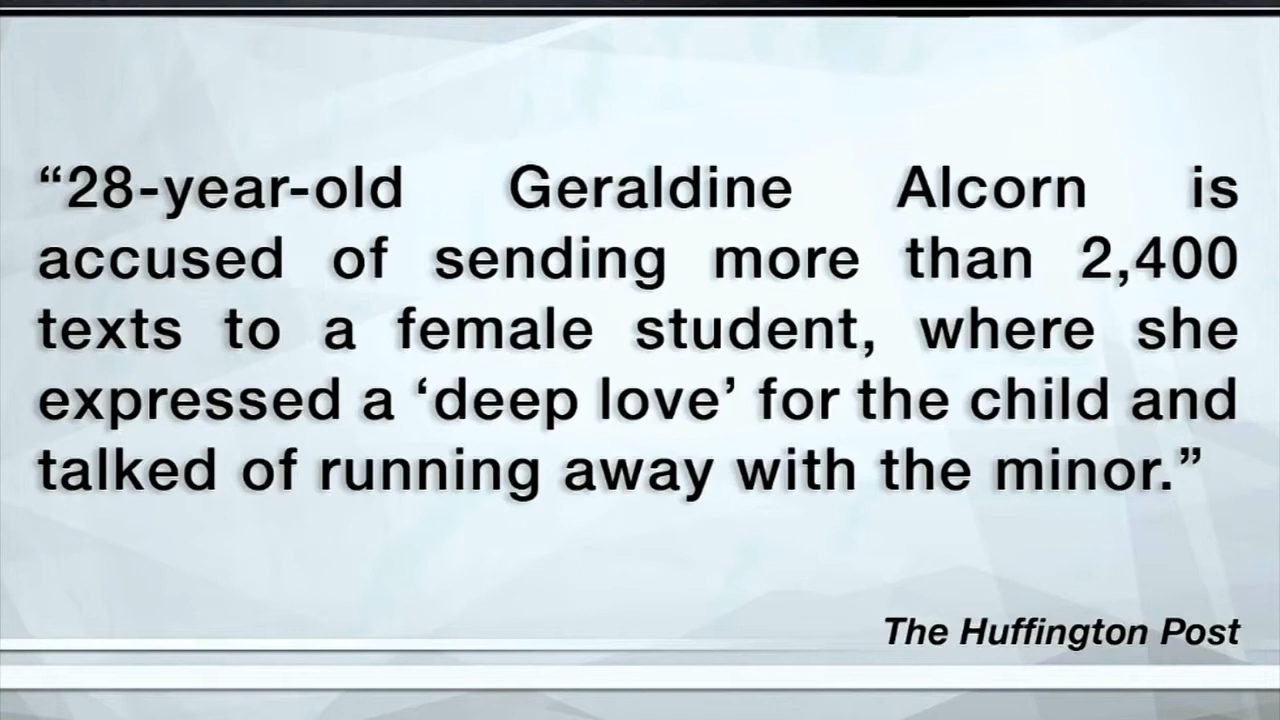 “28-year-old Geraldine Alcorn is
accused of sending more than 2,400
texts to a female student, where she
expressed a ‘deep love’ for the child and
talked of running away with the minor.”
The Huffington Post